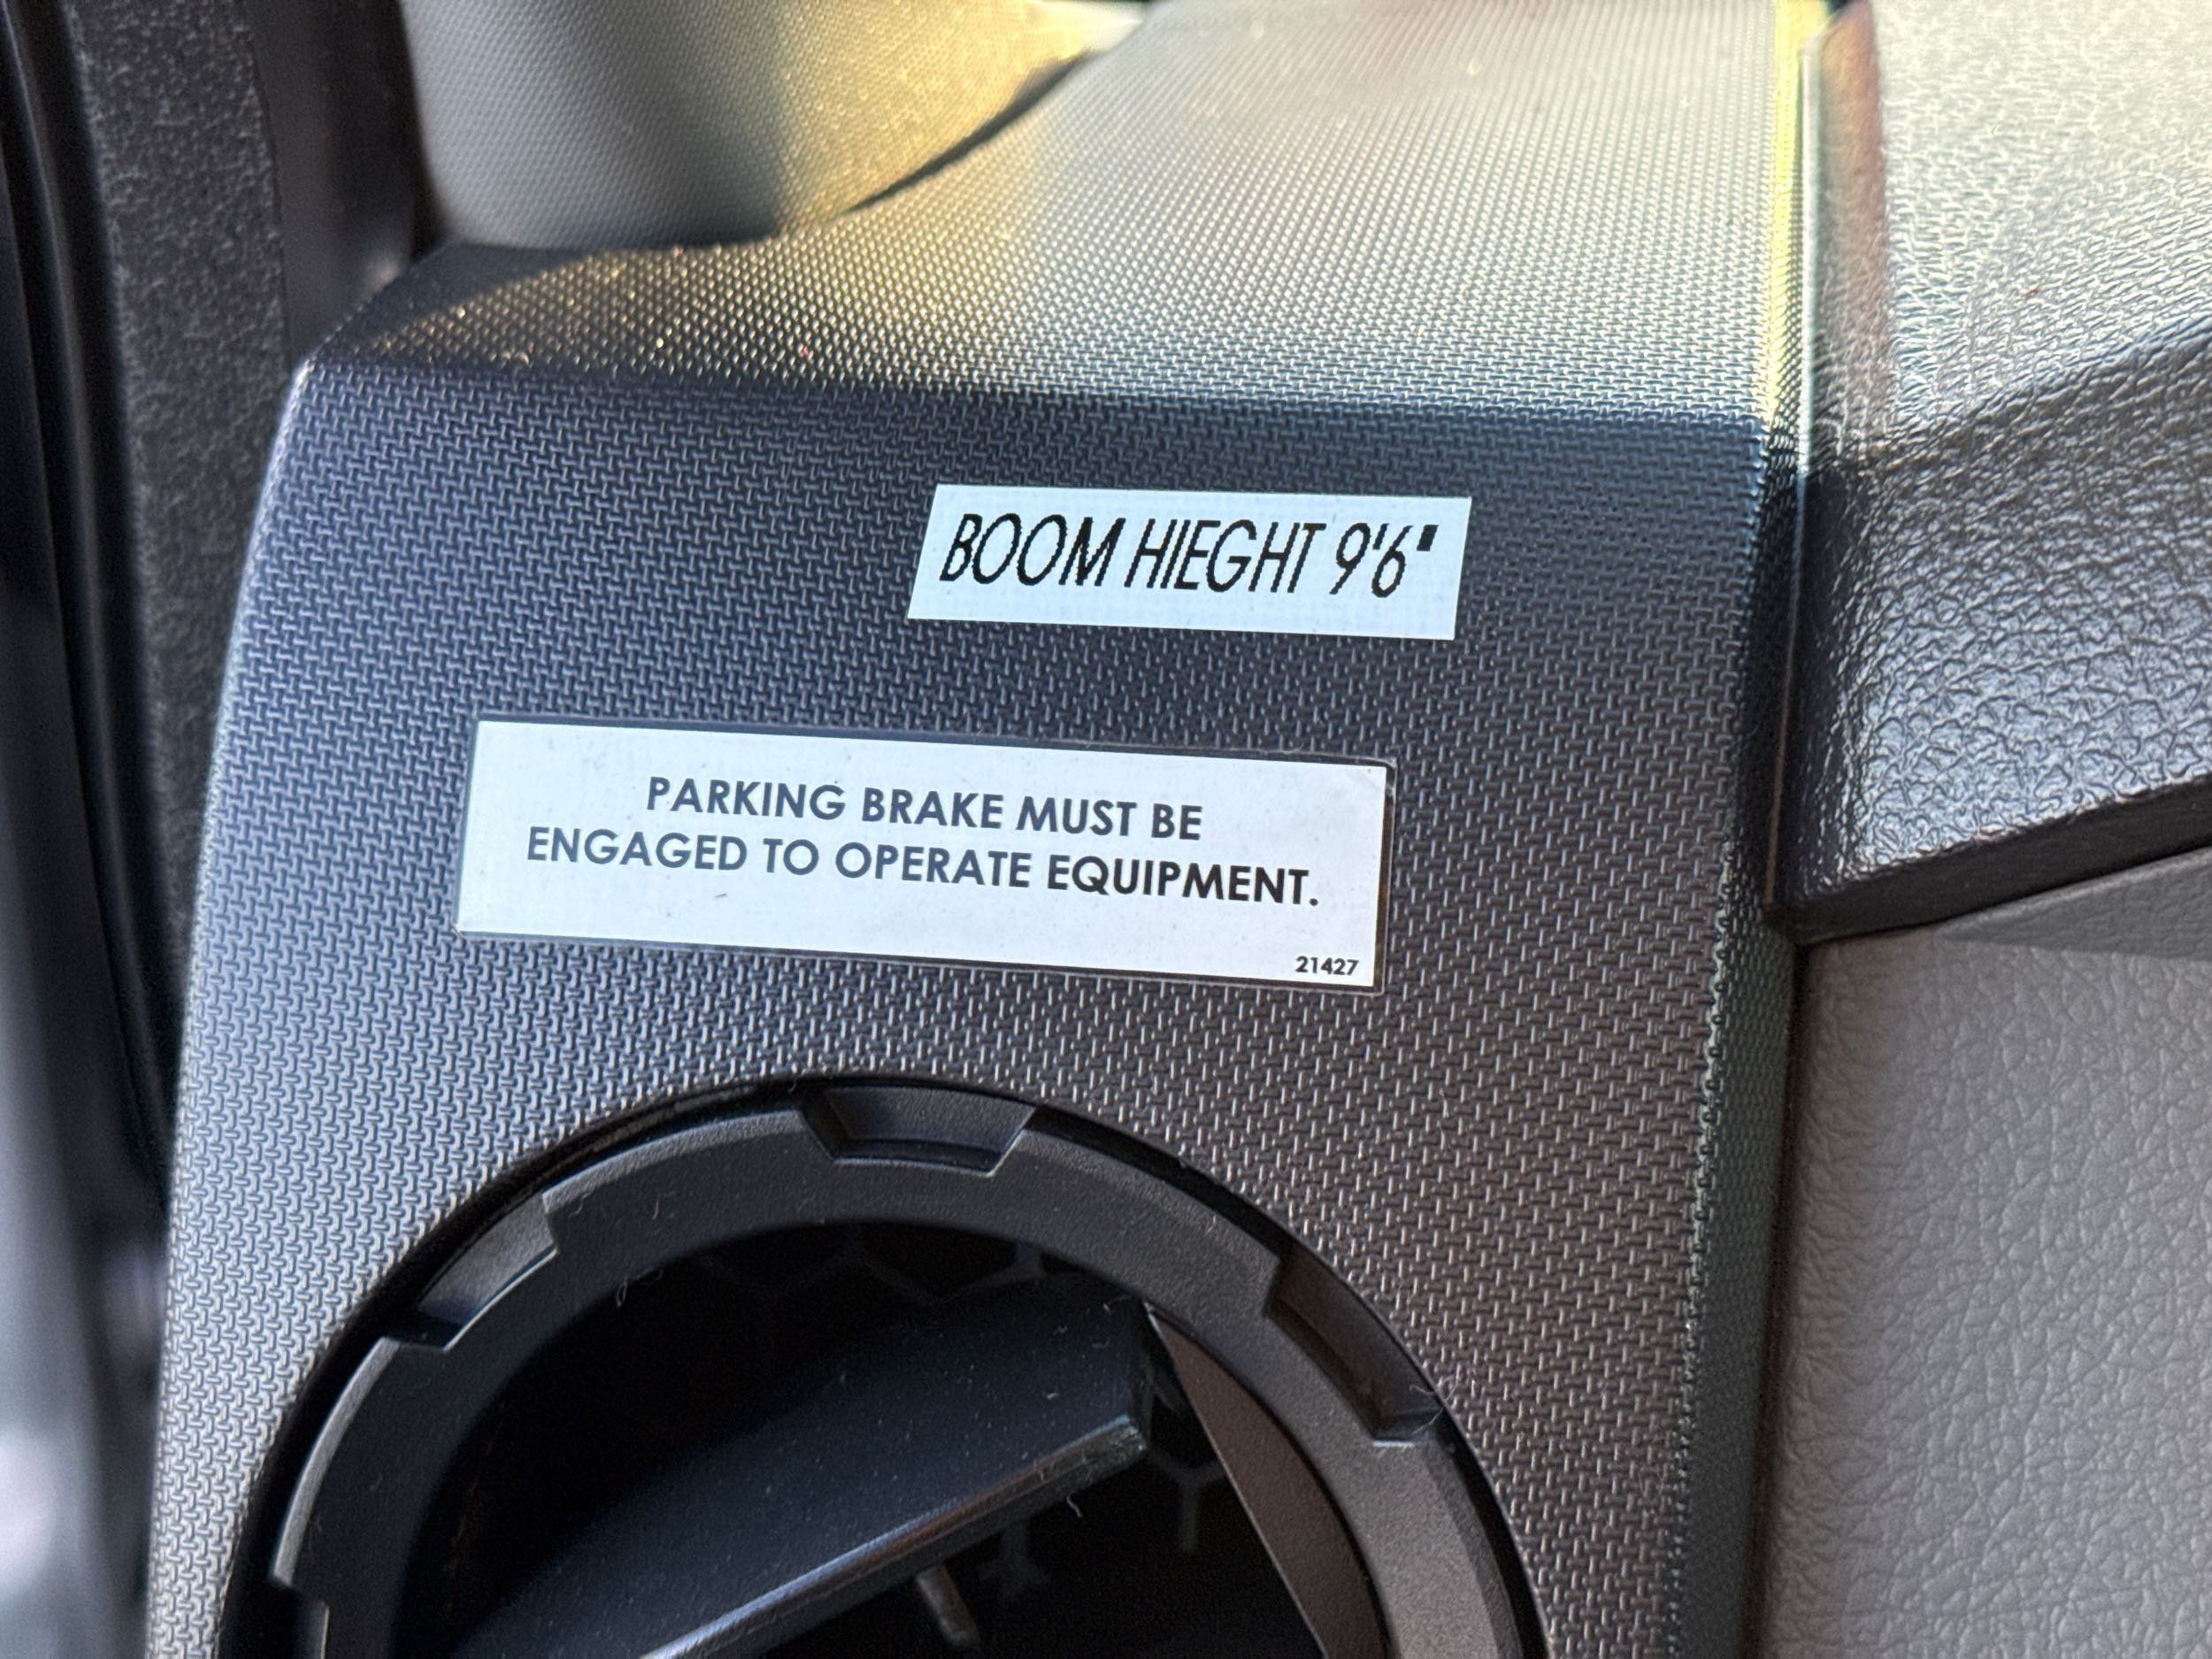 BOOM HIEGHT 9'6"
PARKING BRAKE MUST BE
ENGAGED TO OPERATE EQUIPMENT.
21427